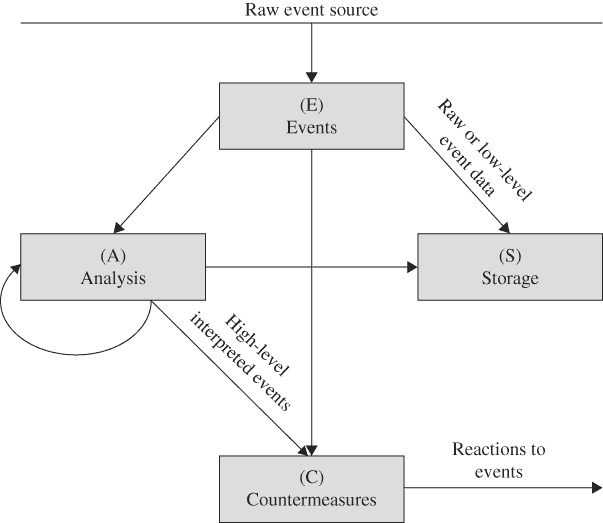 Raw event source
(E)
Events
Raw or low-level
event data
(A)
Analysis
(S)
Storage
High-level
interpreted events
(C)
Countermeasures
Reactions to
events